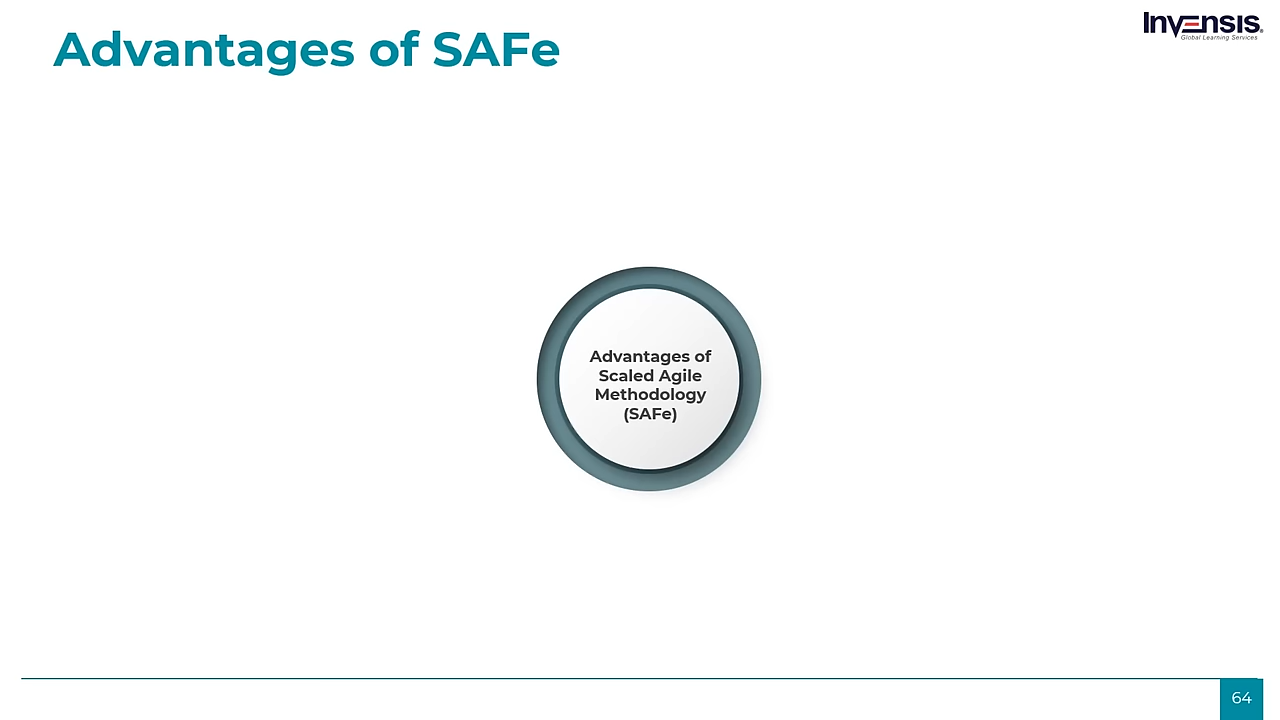 Advantages of SAFe
Invensis®
Global Learning Services
Advantages of
Scaled Agile
Methodology
(SAFe)
64